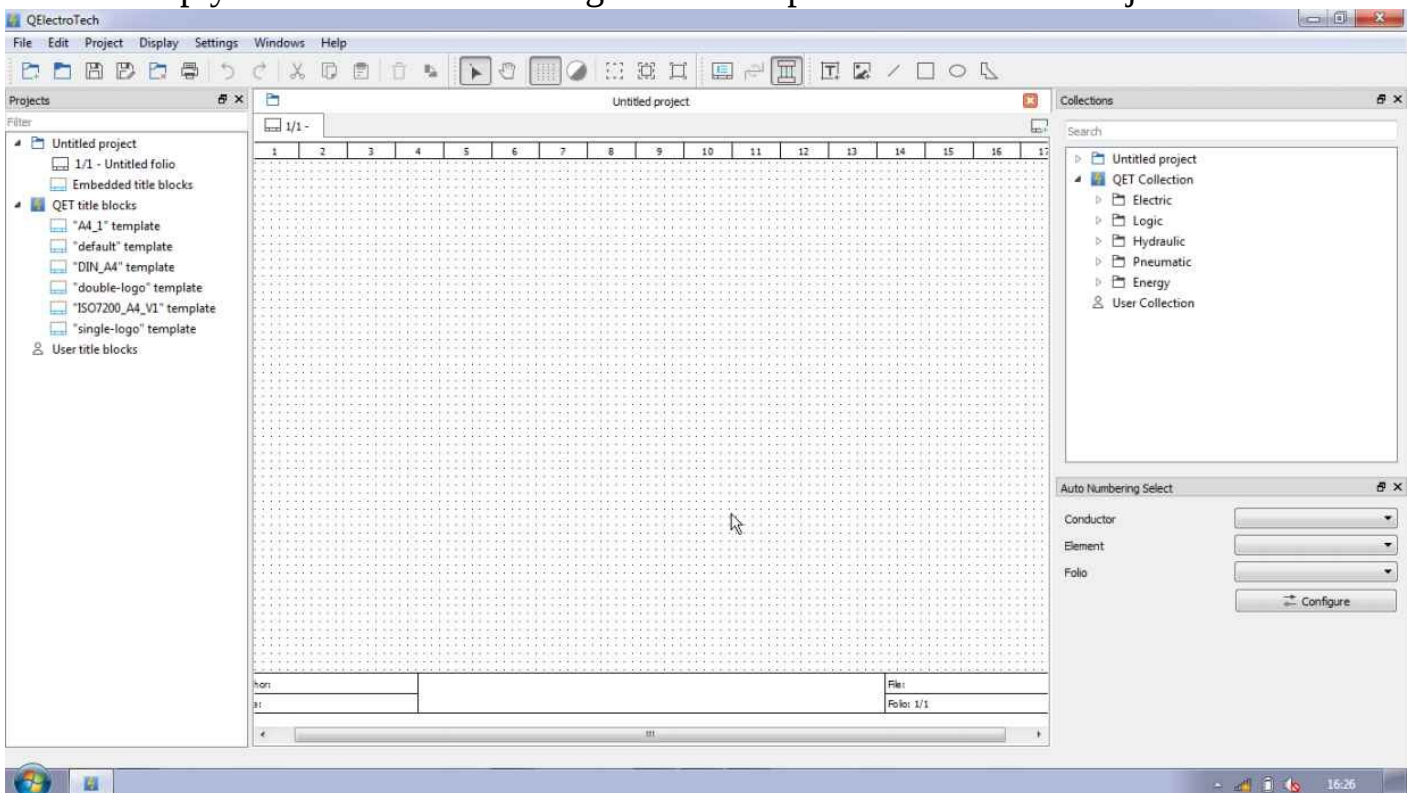 QElectroTech
File Edit Project Display Settings Windows Help
Projects
Filter
Untitled project
1/1 - Untitled folio
Embedded title blocks
QET title blocks
"A4_1" template
"default" template
"DIN_A4" template
"double-logo" template
"ISO7200_A4_V1" template
"single-logo" template
User title blocks
Untitled project
1/1 -
1 2 3 4 5 6 7 8 9 10 11 12 13 14 15 16 17
File:
Folio: 1/1
Collections
Search
Untitled project
QET Collection
Electric
Logic
Hydraulic
Pneumatic
Energy
User Collection
Auto Numbering Select
Conductor
Element
Folio
Configure
16:26